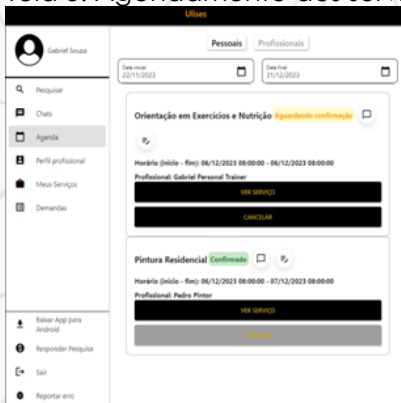 Ulises
Gabriel Souza
Pessoais Profissionais
Data inicial
22/11/2023
Data final
31/12/2023
Pesquisar
Chats
Agenda
Perfil profissional
Meus Serviços
Demandas
Orientação em Exercícios e Nutrição Aguardando confirmação
Horário (início - fim): 06/12/2023 08:00:00 - 06/12/2023 08:00:00
Profissional: Gabriel Personal Trainer
VER SERVIÇO
CANCELAR
Pintura Residencial Confirmado
Horário (início - fim): 06/12/2023 08:00:00 - 07/12/2023 08:00:00
Profissional: Pedro Pintor
VER SERVIÇO
Baixar App para
Android
Responder Pesquisa
Sair
Reportar erro